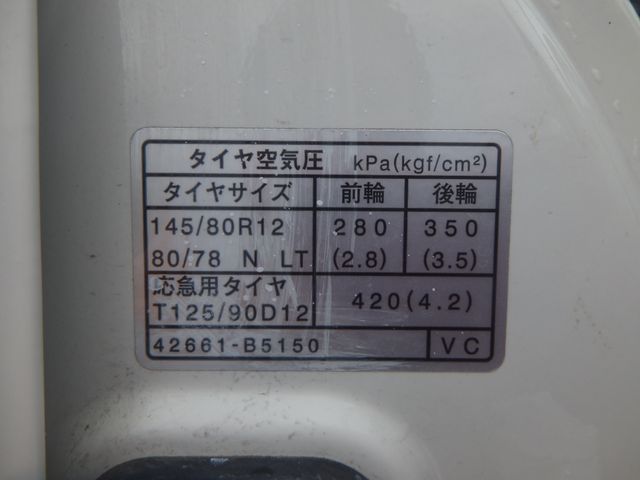 タイヤ空気圧 kPa(kgf/cm²)
タイヤサイズ 前輪 後輪
145/80R12 280 350
80/78 N LT (2.8) (3.5)
応急用タイヤ
T125/90D12 420(4.2)
42661-B5150 VC